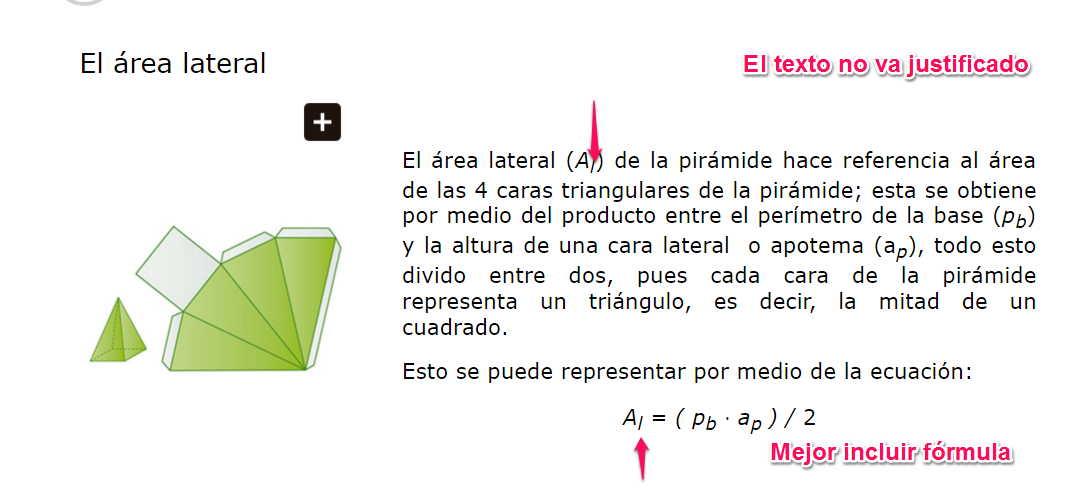 El área lateral
El texto no va justificado
+
El área lateral (Aₗ) de la pirámide hace referencia al área
de las 4 caras triangulares de la pirámide; esta se obtiene
por medio del producto entre el perímetro de la base (p_b)
y la altura de una cara lateral o apotema (aₚ), todo esto
divido entre dos, pues cada cara de la pirámide
representa un triángulo, es decir, la mitad de un
cuadrado.
Esto se puede representar por medio de la ecuación:
Aₗ = ( p_b · aₚ ) / 2
Mejor incluir fórmula